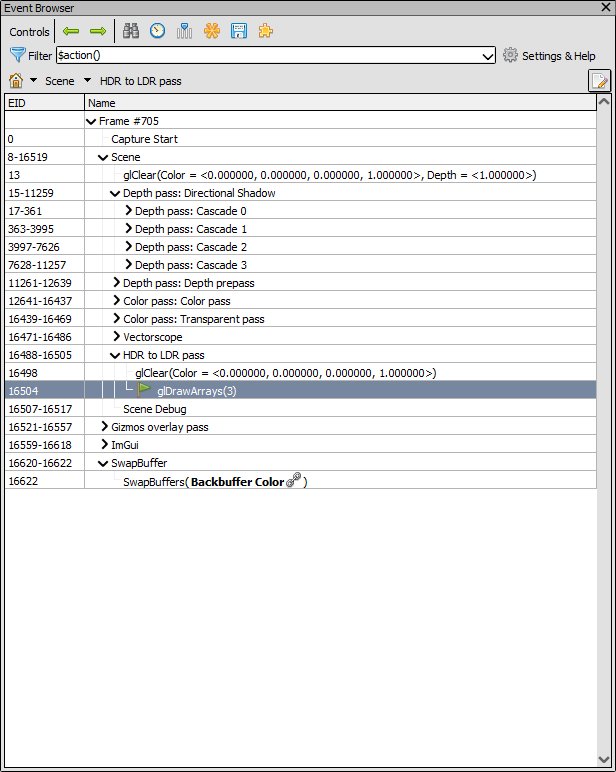 Event Browser
Controls
Filter $action() Settings & Help
Scene HDR to LDR pass
EID Name
Frame #705
0 Capture Start
8-16519 Scene
13 glClear(Color = <0.000000, 0.000000, 0.000000, 1.000000>, Depth = <1.000000>)
15-11259 Depth pass: Directional Shadow
17-361 Depth pass: Cascade 0
363-3995 Depth pass: Cascade 1
3997-7626 Depth pass: Cascade 2
7628-11257 Depth pass: Cascade 3
11261-12639 Depth pass: Depth prepass
12641-16437 Color pass: Color pass
16439-16469 Color pass: Transparent pass
16471-16486 Vectorscope
16488-16505 HDR to LDR pass
16498 glClear(Color = <0.000000, 0.000000, 0.000000, 1.000000>)
16504 glDrawArrays(3)
16507-16517 Scene Debug
16521-16557 Gizmos overlay pass
16559-16618 ImGui
16620-16622 SwapBuffer
16622 SwapBuffers(Backbuffer Color)